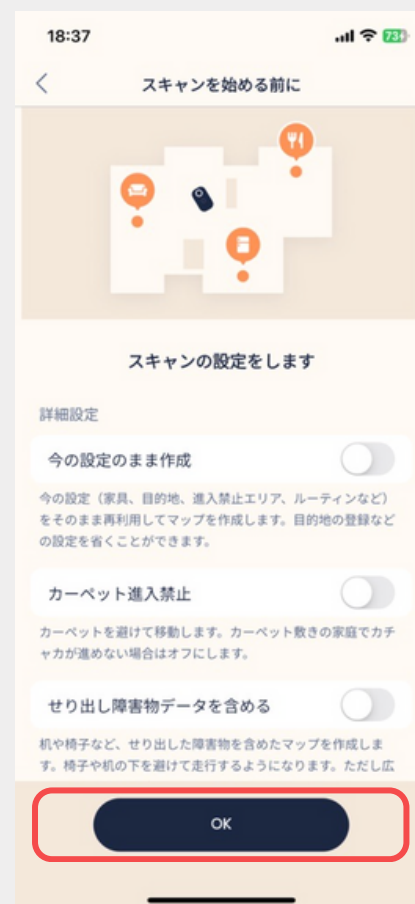 18:37
73
スキャンを始める前に
スキャンの設定をします
詳細設定
今の設定のまま作成
今の設定（家具、目的地、進入禁止エリア、ルーティンなど）
をそのまま再利用してマップを作成します。目的地の登録など
の設定を省くことができます。
カーペット進入禁止
カーペットを避けて移動します。カーペット敷きの家庭でカチ
ャカが進めない場合はオフにします。
せり出し障害物データを含める
机や椅子など、せり出した障害物を含めたマップを作成しま
す。椅子や机の下を避けて走行するようになります。ただし広
OK